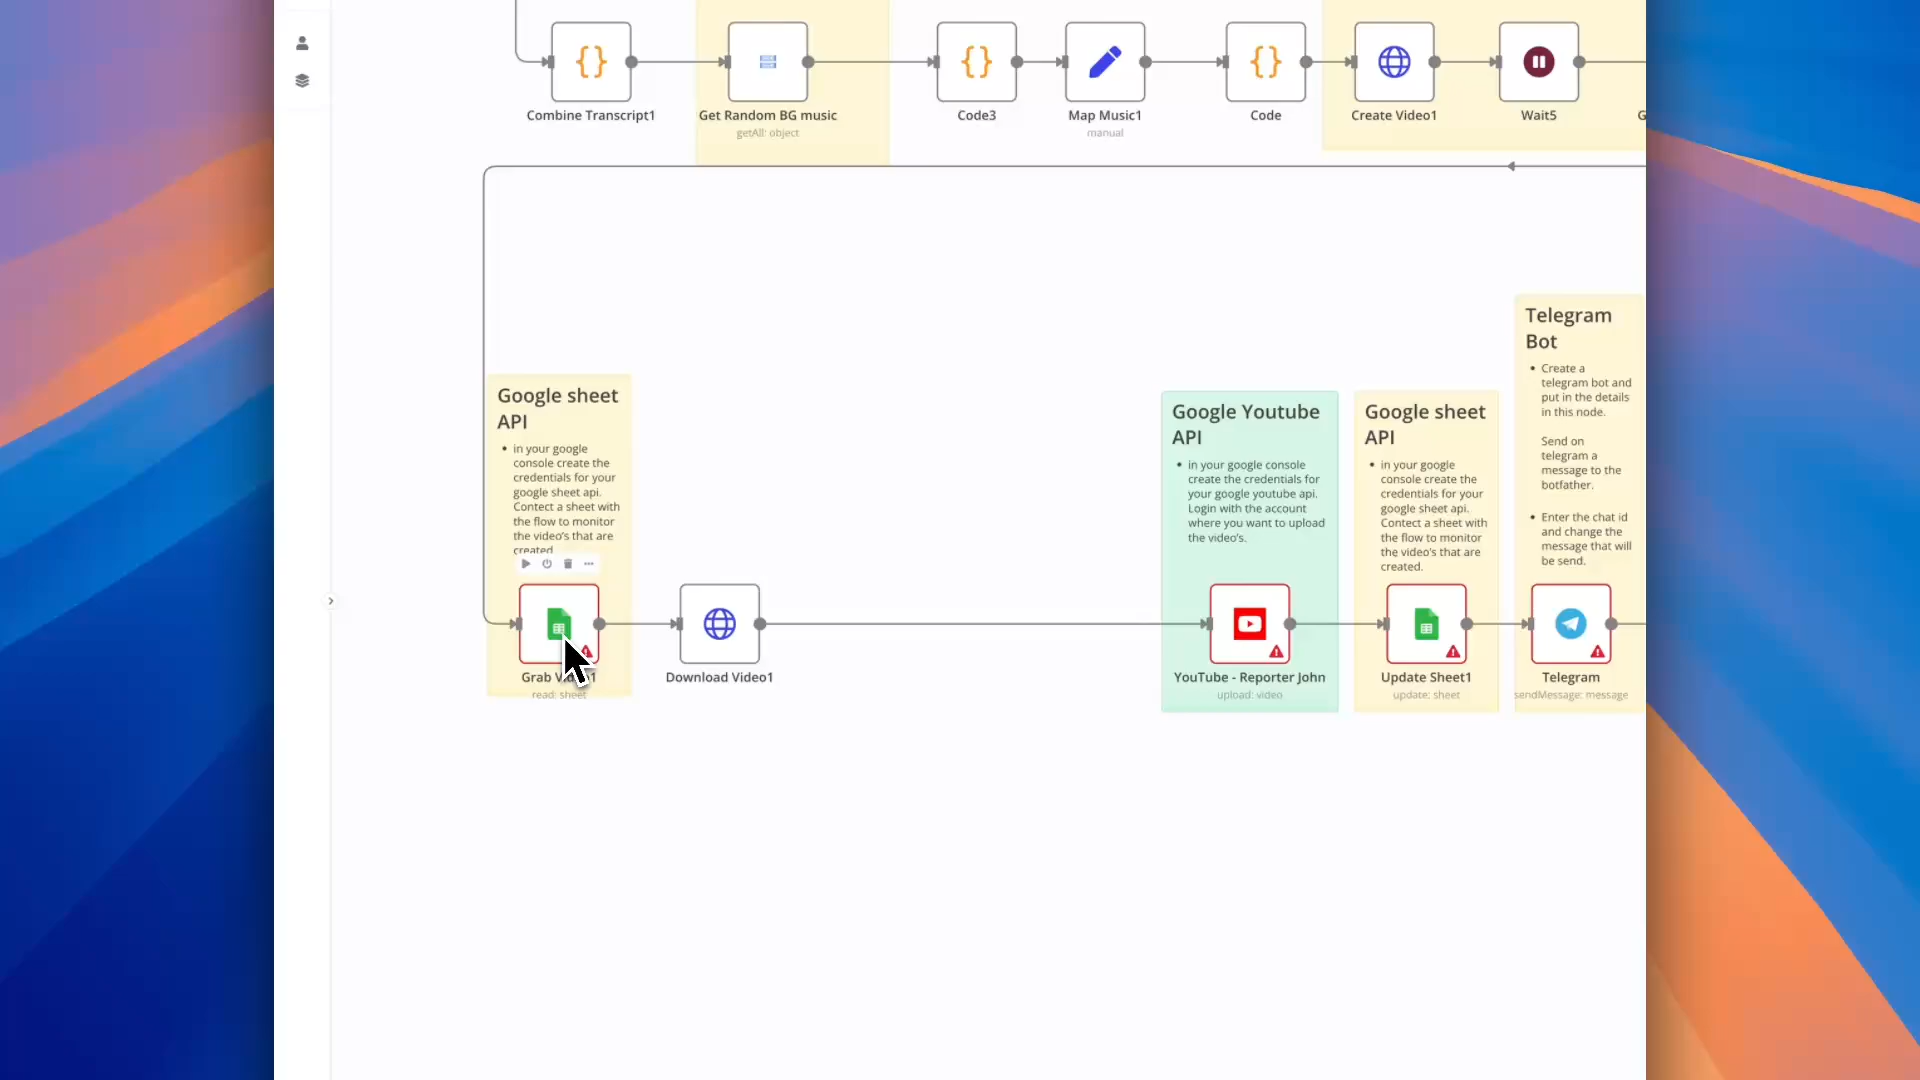 Combine Transcript1
Get Random BG music
getAll: object
Code3
Map Music1
manual
Code
Create Video1
Wait5
G
Telegram
Bot
Create a
telegram bot and
put in the details
in this node.
Send on
telegram a
message to the
botfather.
Enter the chat id
and change the
message that will
be send.
Google sheet
API
in your google
console create the
credentials for your
google sheet api.
Contect a sheet with
the flow to monitor
the video's that are
created
Google Youtube
API
in your google console
create the credentials for
your google youtube api.
Login with the account
where you want to upload
the video's.
Google sheet
API
in your google
console create the
credentials for your
google sheet api.
Contect a sheet with
the flow to monitor
the video's that are
created.
Grab
read: sheet
Download Video1
YouTube - Reporter John
upload: video
Update Sheet1
update: sheet
Telegram
sendMessage: message